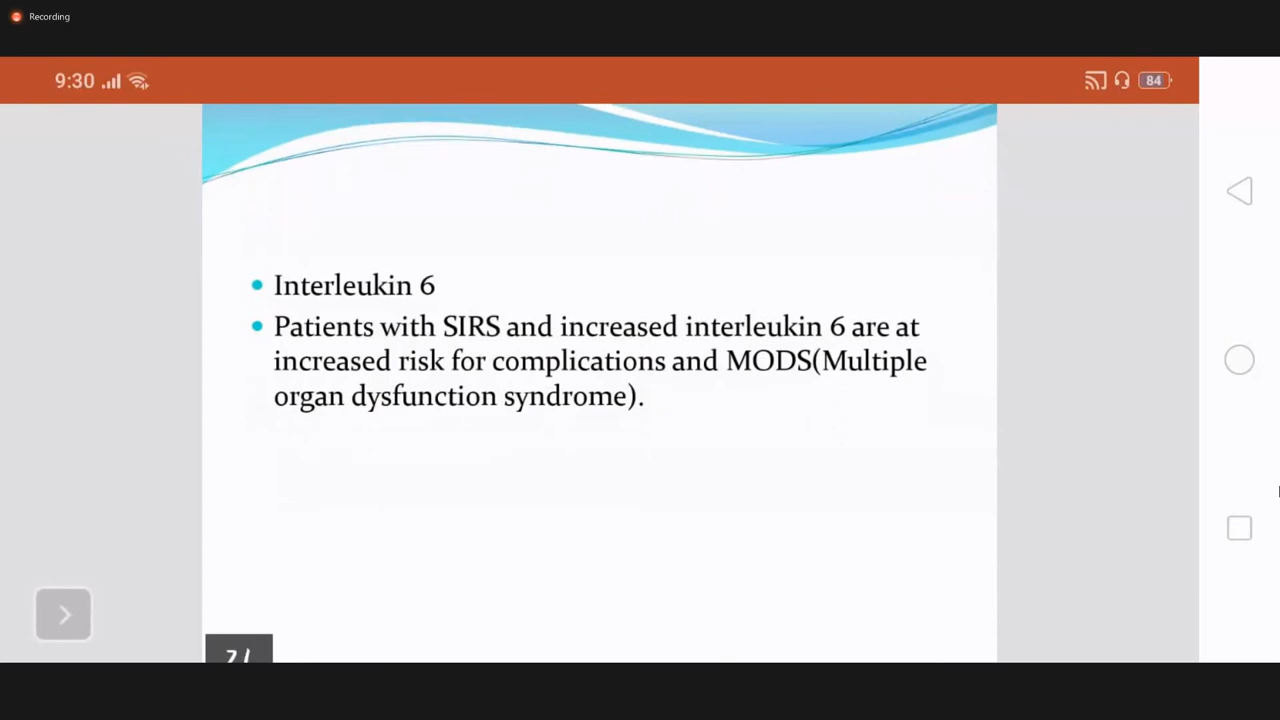 Recording
9:30
84
Interleukin 6
Patients with SIRS and increased interleukin 6 are at
increased risk for complications and MODS(Multiple
organ dysfunction syndrome).